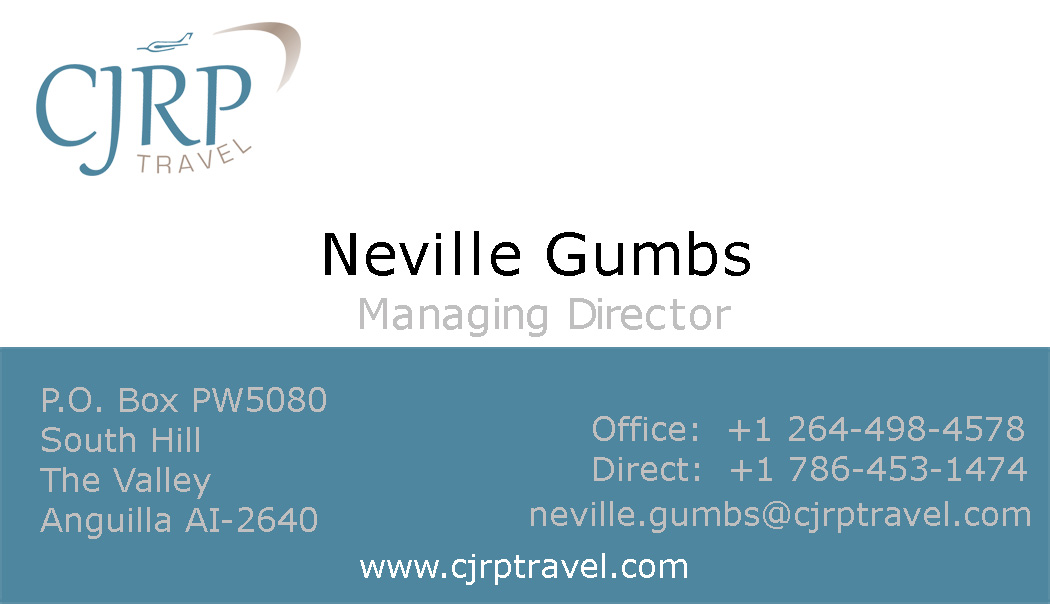 CJRP
TRAVEL
Neville Gumbs
Managing Director
P.O. Box PW5080
South Hill
The Valley
Anguilla AI-2640
Office: +1 264-498-4578
Direct: +1 786-453-1474
neville.gumbs@cjrptravel.com
www.cjrptravel.com